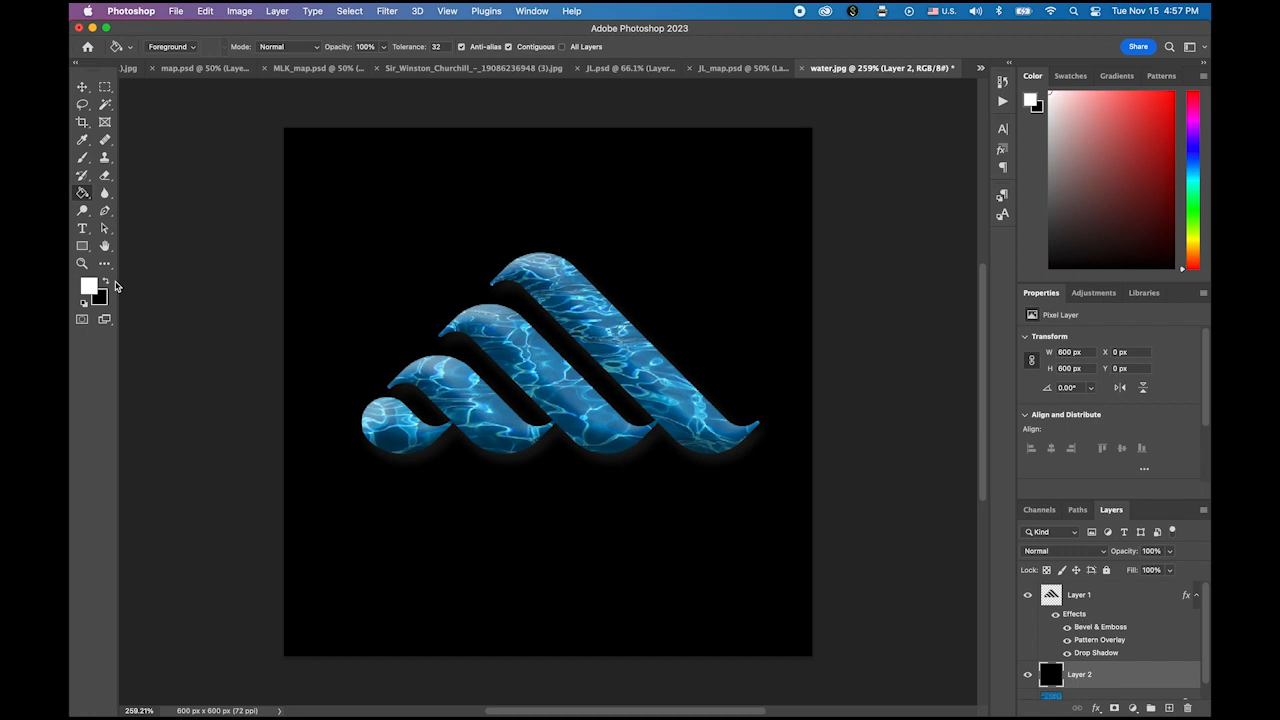 Photoshop File Edit Image Layer Type Select Filter 3D View Plugins Window Help U.S. Tue Nov 15 4:57 PM
Adobe Photoshop 2023
Foreground Mode: Normal Opacity: 100% Tolerance: 32 Anti-alias Contiguous All Layers Share
).jpg map.psd @ 50% (Laye... MLK_map.psd @ 50% (... Sir_Winston_Churchill_-_19086236948 (3).jpg JL.psd @ 66.1% (Layer... JL_map.psd @ 50% (La... water.jpg @ 259% (Layer 2, RGB/8#) *
Color Swatches Gradients Patterns
Properties Adjustments Libraries
Pixel Layer
Transform
W 600 px X 0 px
H 600 px Y 0 px
0.00°
Align and Distribute
Align:
Channels Paths Layers
Kind
Normal Opacity: 100%
Lock: Fill: 100%
Layer 1 fx
Effects
Bevel & Emboss
Pattern Overlay
Drop Shadow
Layer 2
259.21% 600 px x 600 px (72 ppi) fx